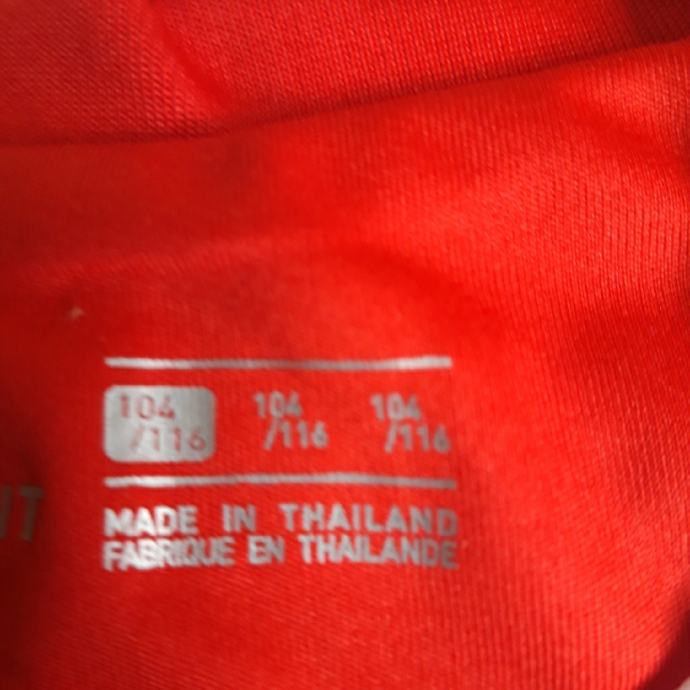 104 104 104
/116 /116 /116
MADE IN THAILAND
FABRIQUE EN THAILANDE